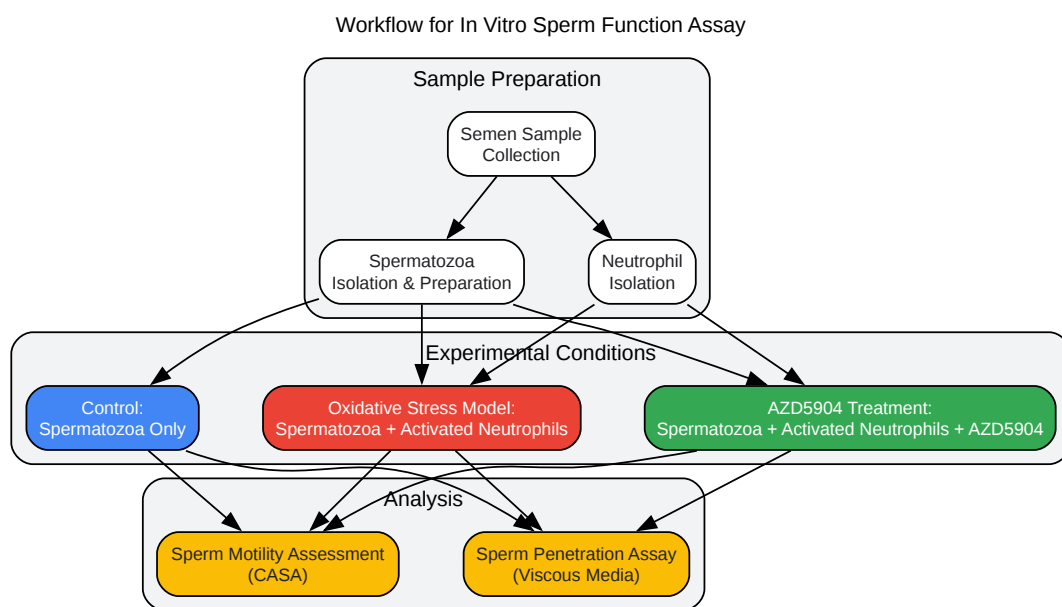 Workflow for In Vitro Sperm Function Assay
Sample Preparation
Semen Sample
Collection
Spermatozoa
Isolation & Preparation
Neutrophil
Isolation
Experimental Conditions
Control:
Spermatozoa Only
Oxidative Stress Model:
Spermatozoa + Activated Neutrophils
AZD5904 Treatment:
Spermatozoa + Activated Neutrophils + AZD5904
Analysis
Sperm Motility Assessment
(CASA)
Sperm Penetration Assay
(Viscous Media)